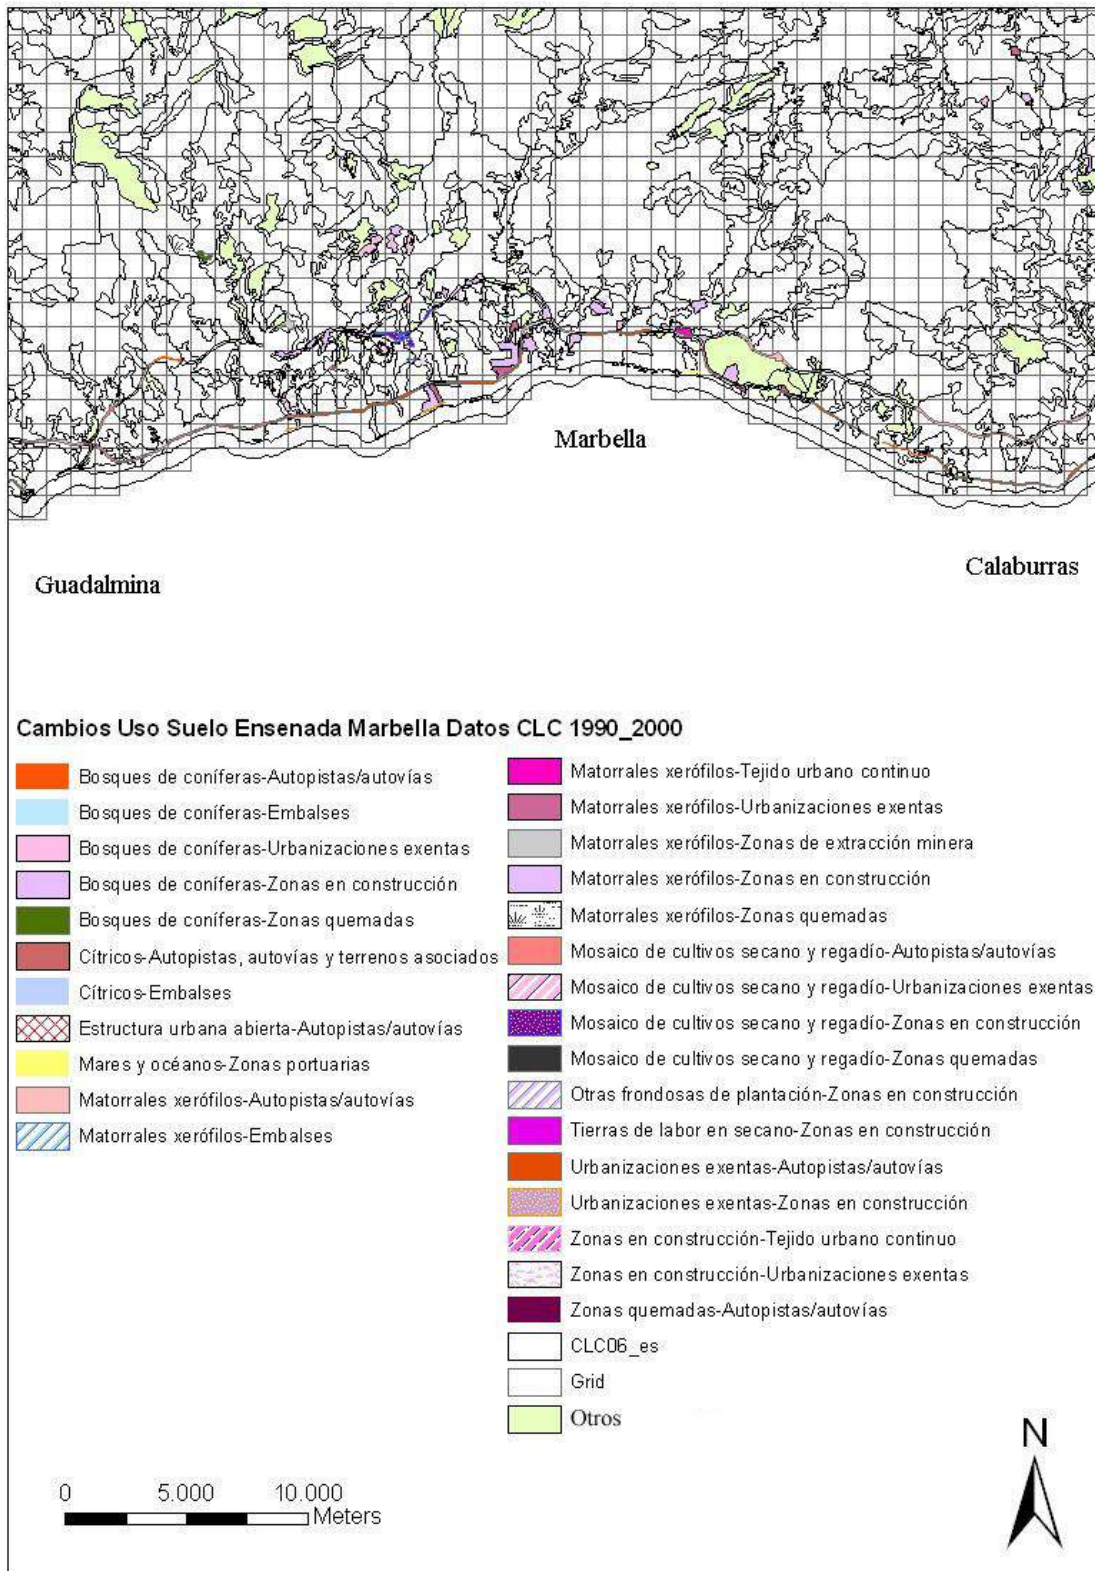 Marbella
Calaburras
Guadalmina
Cambios Uso Suelo Ensenada Marbella Datos CLC 1990_2000
Bosques de coníferas-Autopistas/autovías
Bosques de coníferas-Embalses
Bosques de coníferas-Urbanizaciones exentas
Bosques de coníferas-Zonas en construcción
Bosques de coníferas-Zonas quemadas
Cítricos-Autopistas, autovías y terrenos asociados
Cítricos-Embalses
Estructura urbana abierta-Autopistas/autovías
Mares y océanos-Zonas portuarias
Matorrales xerófilos-Autopistas/autovías
Matorrales xerófilos-Embalses
Matorrales xerófilos-Tejido urbano continuo
Matorrales xerófilos-Urbanizaciones exentas
Matorrales xerófilos-Zonas de extracción minera
Matorrales xerófilos-Zonas en construcción
Matorrales xerófilos-Zonas quemadas
Mosaico de cultivos secano y regadío-Autopistas/autovías
Mosaico de cultivos secano y regadío-Urbanizaciones exentas
Mosaico de cultivos secano y regadío-Zonas en construcción
Mosaico de cultivos secano y regadío-Zonas quemadas
Otras frondosas de plantación-Zonas en construcción
Tierras de labor en secano-Zonas en construcción
Urbanizaciones exentas-Autopistas/autovías
Urbanizaciones exentas-Zonas en construcción
Zonas en construcción-Tejido urbano continuo
Zonas en construcción-Urbanizaciones exentas
Zonas quemadas-Autopistas/autovías
CLC06_es
Grid
Otros
N
0 5.000 10.000
Meters